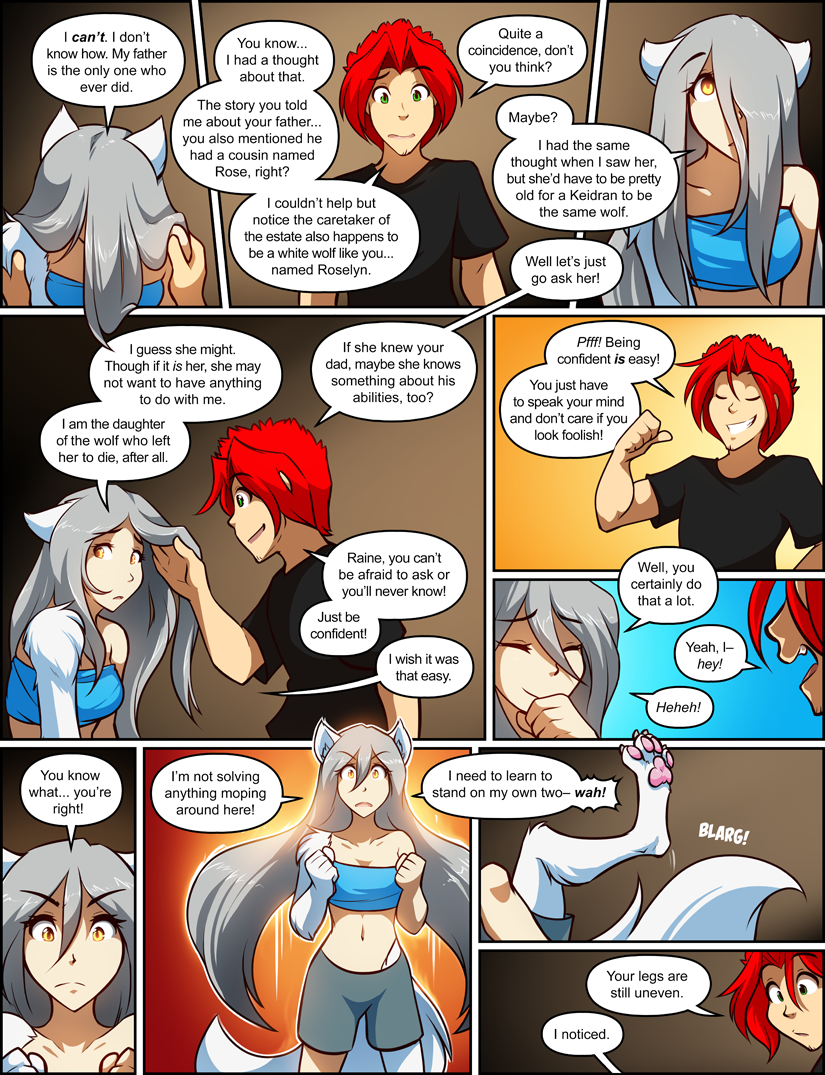 I can't. I don't
know how. My father
is the only one who
ever did.
You know...
I had a thought
about that.
The story you told
me about your father...
you also mentioned he
had a cousin named
Rose, right?
I couldn't help but
notice the caretaker of
the estate also happens to
be a white wolf like you...
named Roselyn.
Quite a
coincidence, don't
you think?
Maybe?
I had the same
thought when I saw her,
but she'd have to be pretty
old for a Keidran to be
the same wolf.
Well let's just
go ask her!
If she knew your
dad, maybe she knows
something about his
abilities, too?
I guess she might.
Though if it is her, she may
not want to have anything
to do with me.
I am the daughter
of the wolf who left
her to die, after all.
Raine, you can't
be afraid to ask or
you'll never know!
Just be
confident!
I wish it was
that easy.
Pfff! Being
confident is easy!
You just have
to speak your mind
and don't care if you
look foolish!
Well, you
certainly do
that a lot.
Yeah, I–
hey!
Heheh!
You know
what... you're
right!
I'm not solving
anything moping
around here!
I need to learn to
stand on my own two– wah!
BLARG!
Your legs are
still uneven.
I noticed.